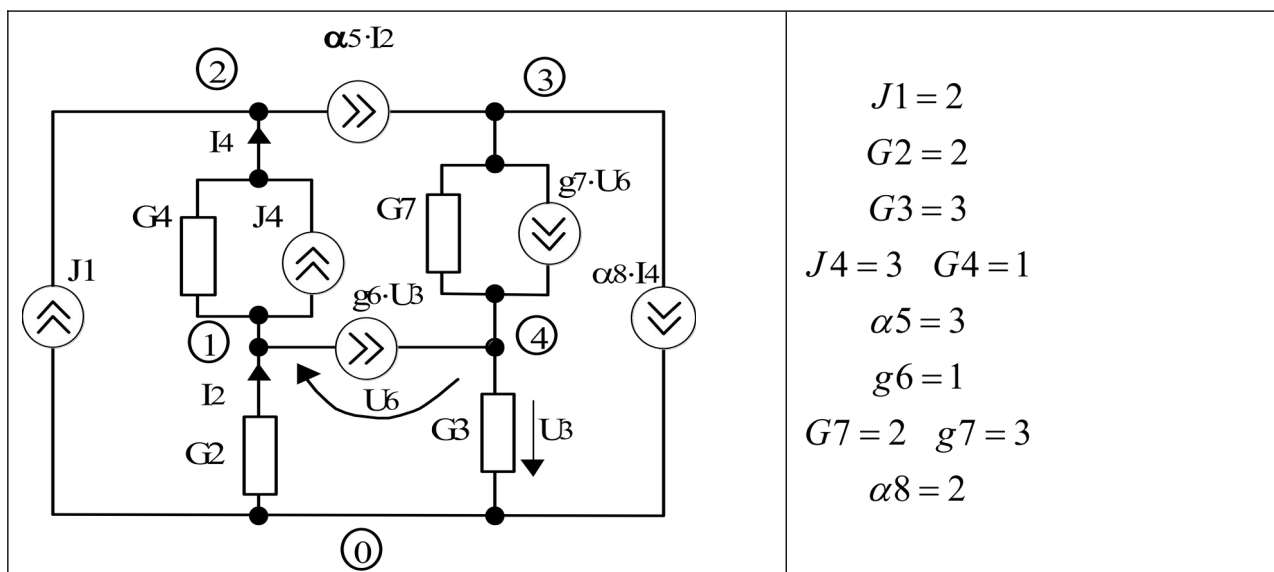 α5·I2
2
3
I4
g7·U6
G4
J4
G7
J1
α8·I4
g6·U3
1
4
I2
U6
G3
U3
G2
0
J1 = 2
G2 = 2
G3 = 3
J4 = 3 G4 = 1
α5 = 3
g6 = 1
G7 = 2 g7 = 3
α8 = 2